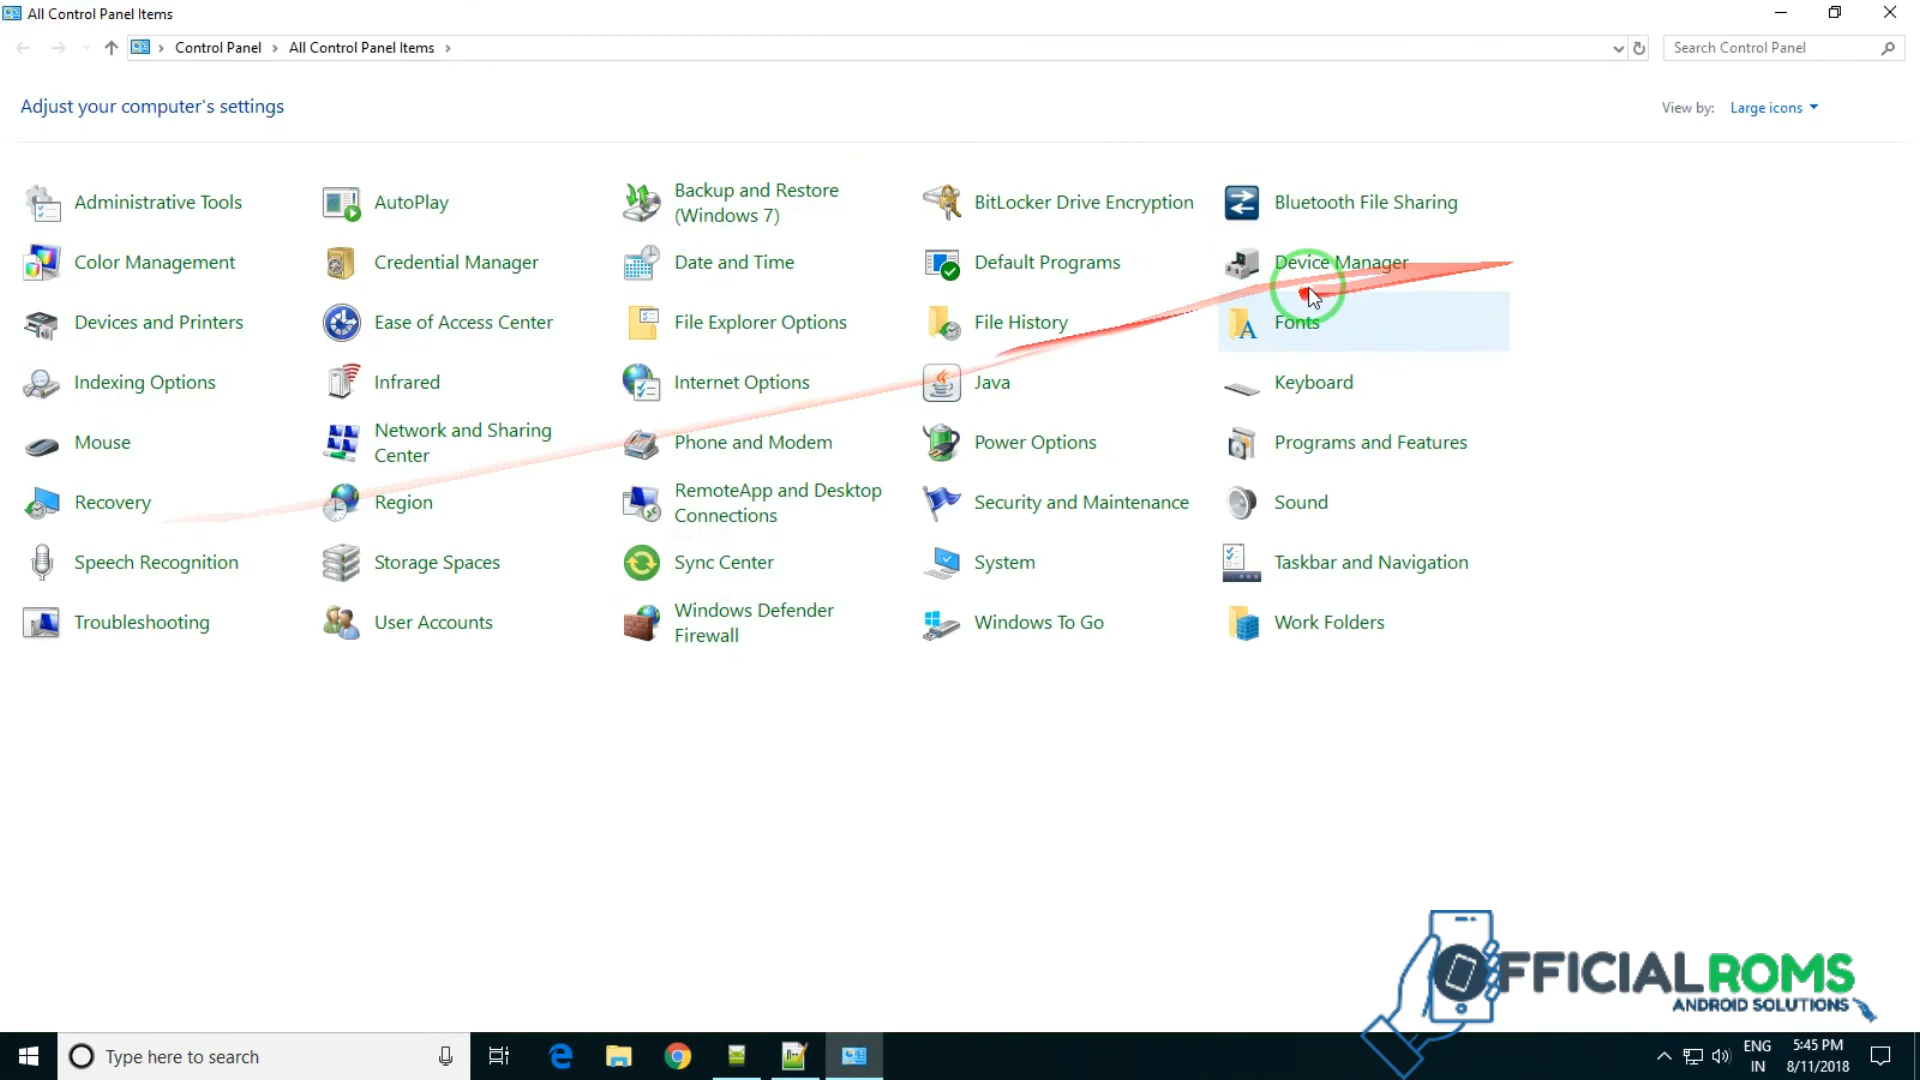 All Control Panel Items
Control Panel
All Control Panel Items
Search Control Panel
Adjust your computer's settings
View by: Large icons
Administrative Tools
AutoPlay
Backup and Restore
(Windows 7)
BitLocker Drive Encryption
Bluetooth File Sharing
Color Management
Credential Manager
Date and Time
Default Programs
Device Manager
Devices and Printers
Ease of Access Center
File Explorer Options
File History
Fonts
Indexing Options
Infrared
Internet Options
Java
Keyboard
Mouse
Network and Sharing
Center
Phone and Modem
Power Options
Programs and Features
Recovery
Region
RemoteApp and Desktop
Connections
Security and Maintenance
Sound
Speech Recognition
Storage Spaces
Sync Center
System
Taskbar and Navigation
Troubleshooting
User Accounts
Windows Defender
Firewall
Windows To Go
Work Folders
OFFICIALROMS
ANDROID SOLUTIONS
Type here to search
ENG
IN
5:45 PM
8/11/2018